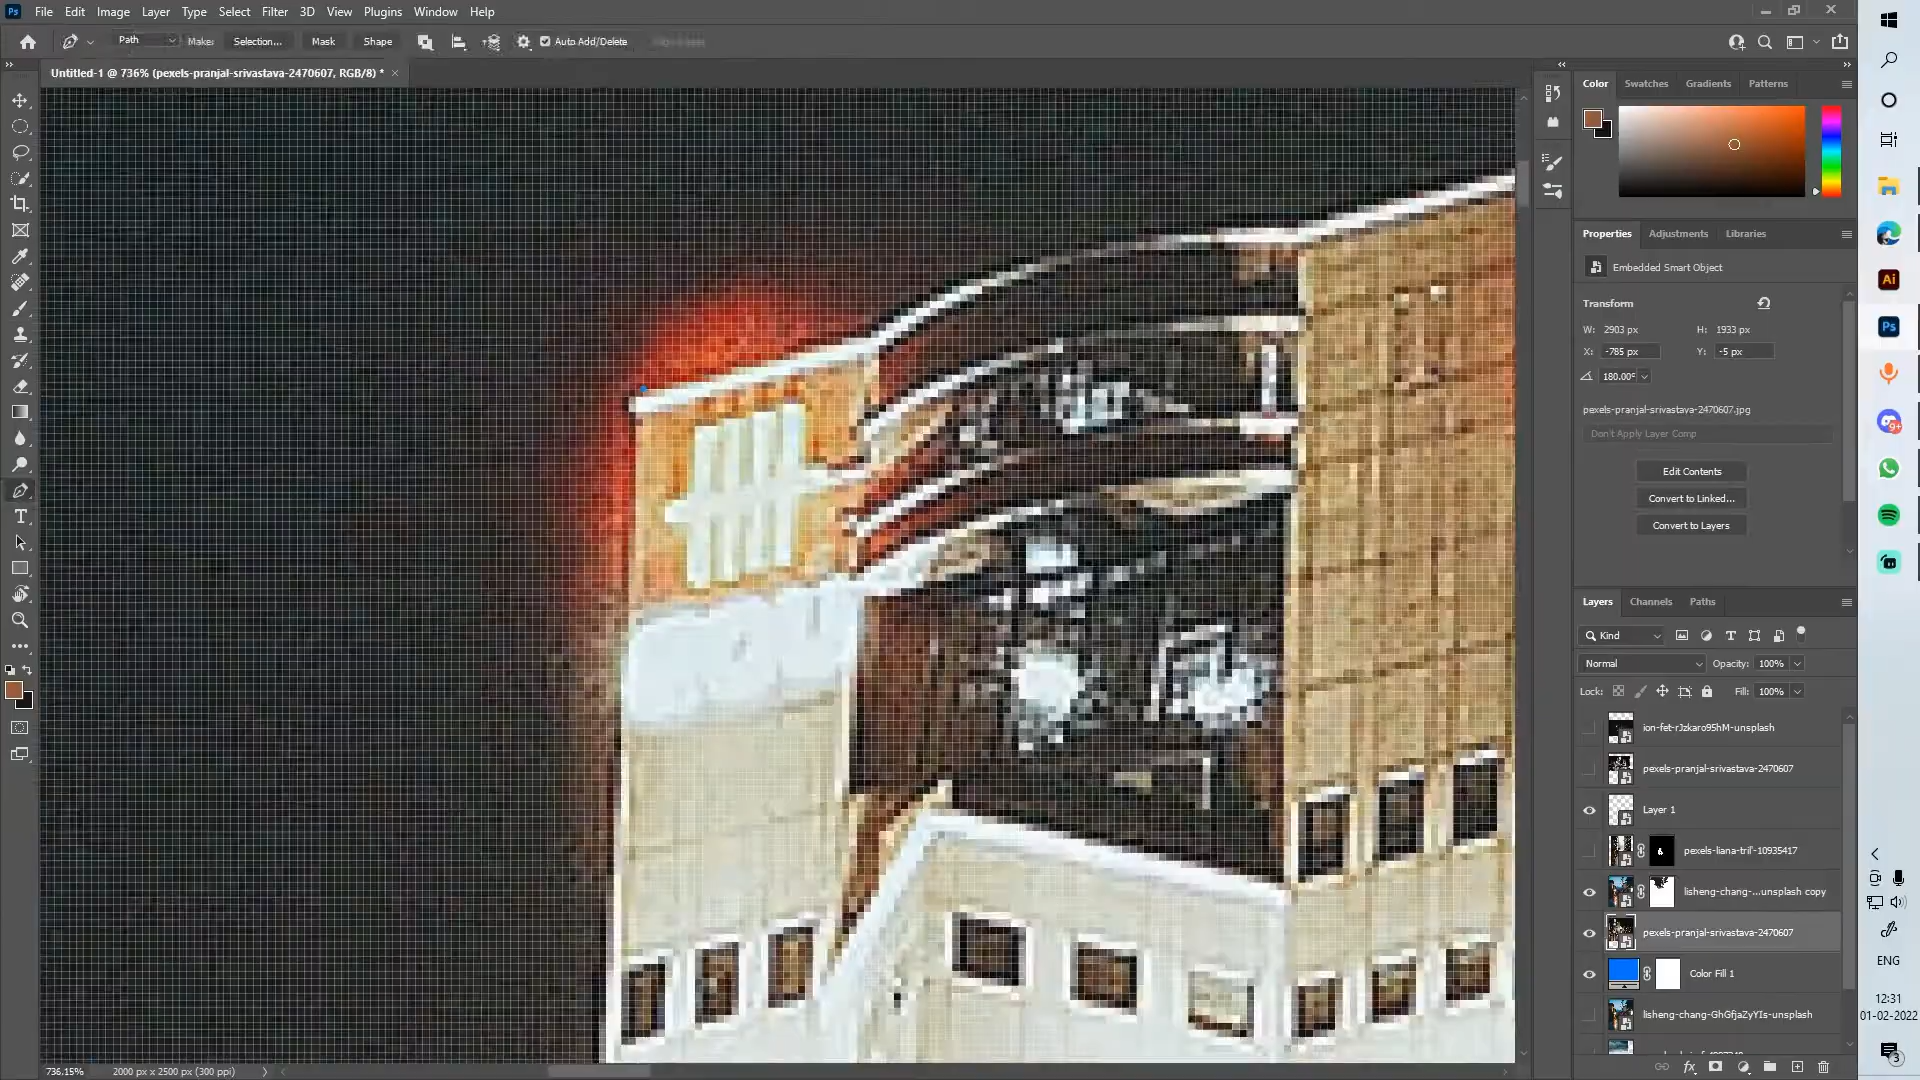 Ps File Edit Image Layer Type Select Filter 3D View Plugins Window Help
Path Make: Selection... Mask Shape Auto Add/Delete
Untitled-1 @ 736% (pexels-pranjal-srivastava-2470607, RGB/8) * ×
Color Swatches Gradients Patterns
Properties Adjustments Libraries
Embedded Smart Object
Transform
W: 2903 px H: 1933 px
X: -785 px Y: -5 px
180.00°
pexels-pranjal-srivastava-2470607.jpg
Don't Apply Layer Comp
Edit Contents
Convert to Linked...
Convert to Layers
Layers Channels Paths
Kind
Normal Opacity: 100%
Lock: Fill: 100%
ion-fet-rJzkaro95hM-unsplash
pexels-pranjal-srivastava-2470607
Layer 1
pexels-liana-tril'-10935417
lisheng-chang-...unsplash copy
pexels-pranjal-srivastava-2470607
Color Fill 1
lisheng-chang-GhGfjaZyYIs-unsplash
736.15% 2000 px x 2500 px (300 ppi)
Ai
Ps
9+
ENG
12:31
01-02-2022
3